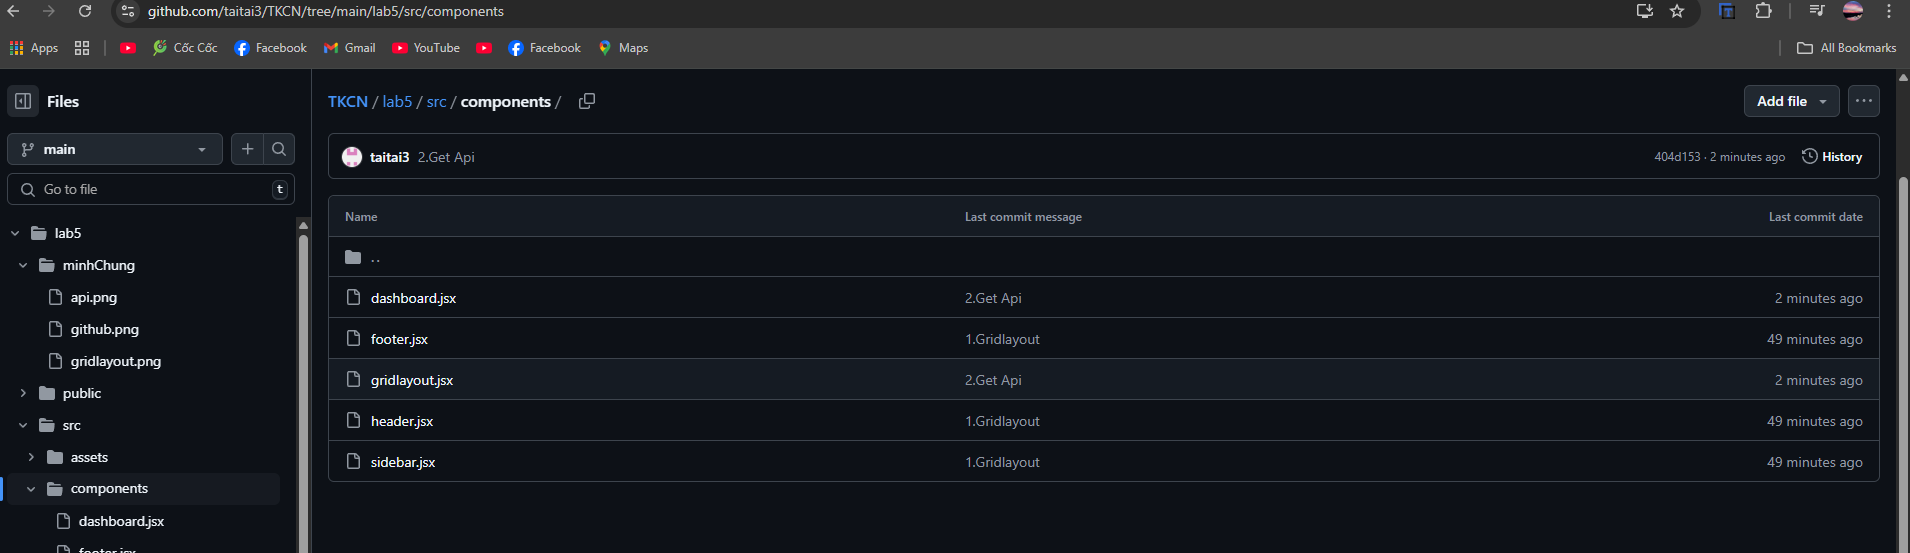 github.com/taitai3/TKCN/tree/main/lab5/src/components
Apps Cốc Cốc Facebook Gmail YouTube Facebook Maps All Bookmarks
Files
main
Go to file t
lab5
minhChung
api.png
github.png
gridlayout.png
public
src
assets
components
dashboard.jsx
footer.jsx
TKCN / lab5 / src / components /
Add file
taitai3 2.Get Api 404d153 · 2 minutes ago History
Name Last commit message Last commit date
..
dashboard.jsx 2.Get Api 2 minutes ago
footer.jsx 1.Gridlayout 49 minutes ago
gridlayout.jsx 2.Get Api 2 minutes ago
header.jsx 1.Gridlayout 49 minutes ago
sidebar.jsx 1.Gridlayout 49 minutes ago